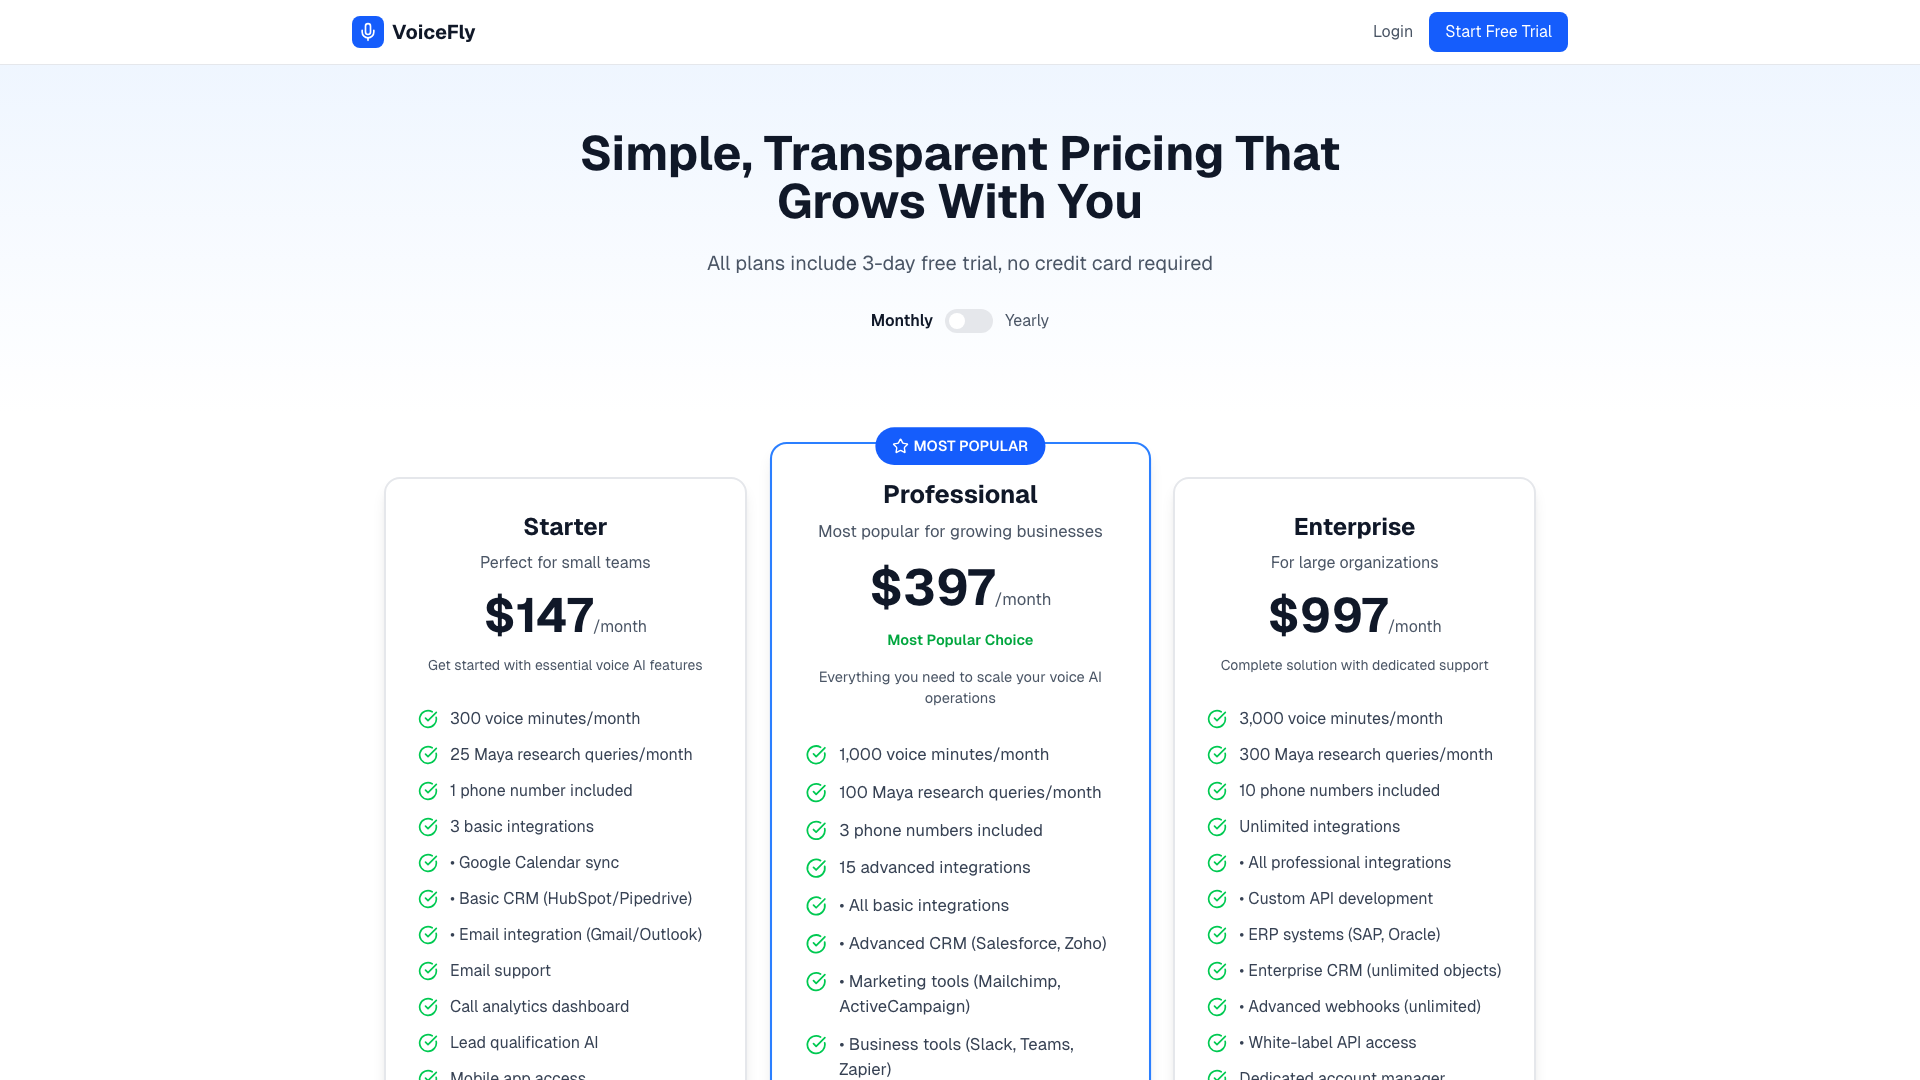 VoiceFly
Login
Start Free Trial
Simple, Transparent Pricing That
Grows With You
All plans include 3-day free trial, no credit card required
Monthly
Yearly
Starter
Perfect for small teams
$147/month
Get started with essential voice AI features
300 voice minutes/month
25 Maya research queries/month
1 phone number included
3 basic integrations
• Google Calendar sync
• Basic CRM (HubSpot/Pipedrive)
• Email integration (Gmail/Outlook)
Email support
Call analytics dashboard
Lead qualification AI
Mobile app access
MOST POPULAR
Professional
Most popular for growing businesses
$397/month
Most Popular Choice
Everything you need to scale your voice AI
operations
1,000 voice minutes/month
100 Maya research queries/month
3 phone numbers included
15 advanced integrations
• All basic integrations
• Advanced CRM (Salesforce, Zoho)
• Marketing tools (Mailchimp,
ActiveCampaign)
• Business tools (Slack, Teams,
Zapier)
Enterprise
For large organizations
$997/month
Complete solution with dedicated support
3,000 voice minutes/month
300 Maya research queries/month
10 phone numbers included
Unlimited integrations
• All professional integrations
• Custom API development
• ERP systems (SAP, Oracle)
• Enterprise CRM (unlimited objects)
• Advanced webhooks (unlimited)
• White-label API access
Dedicated account manager